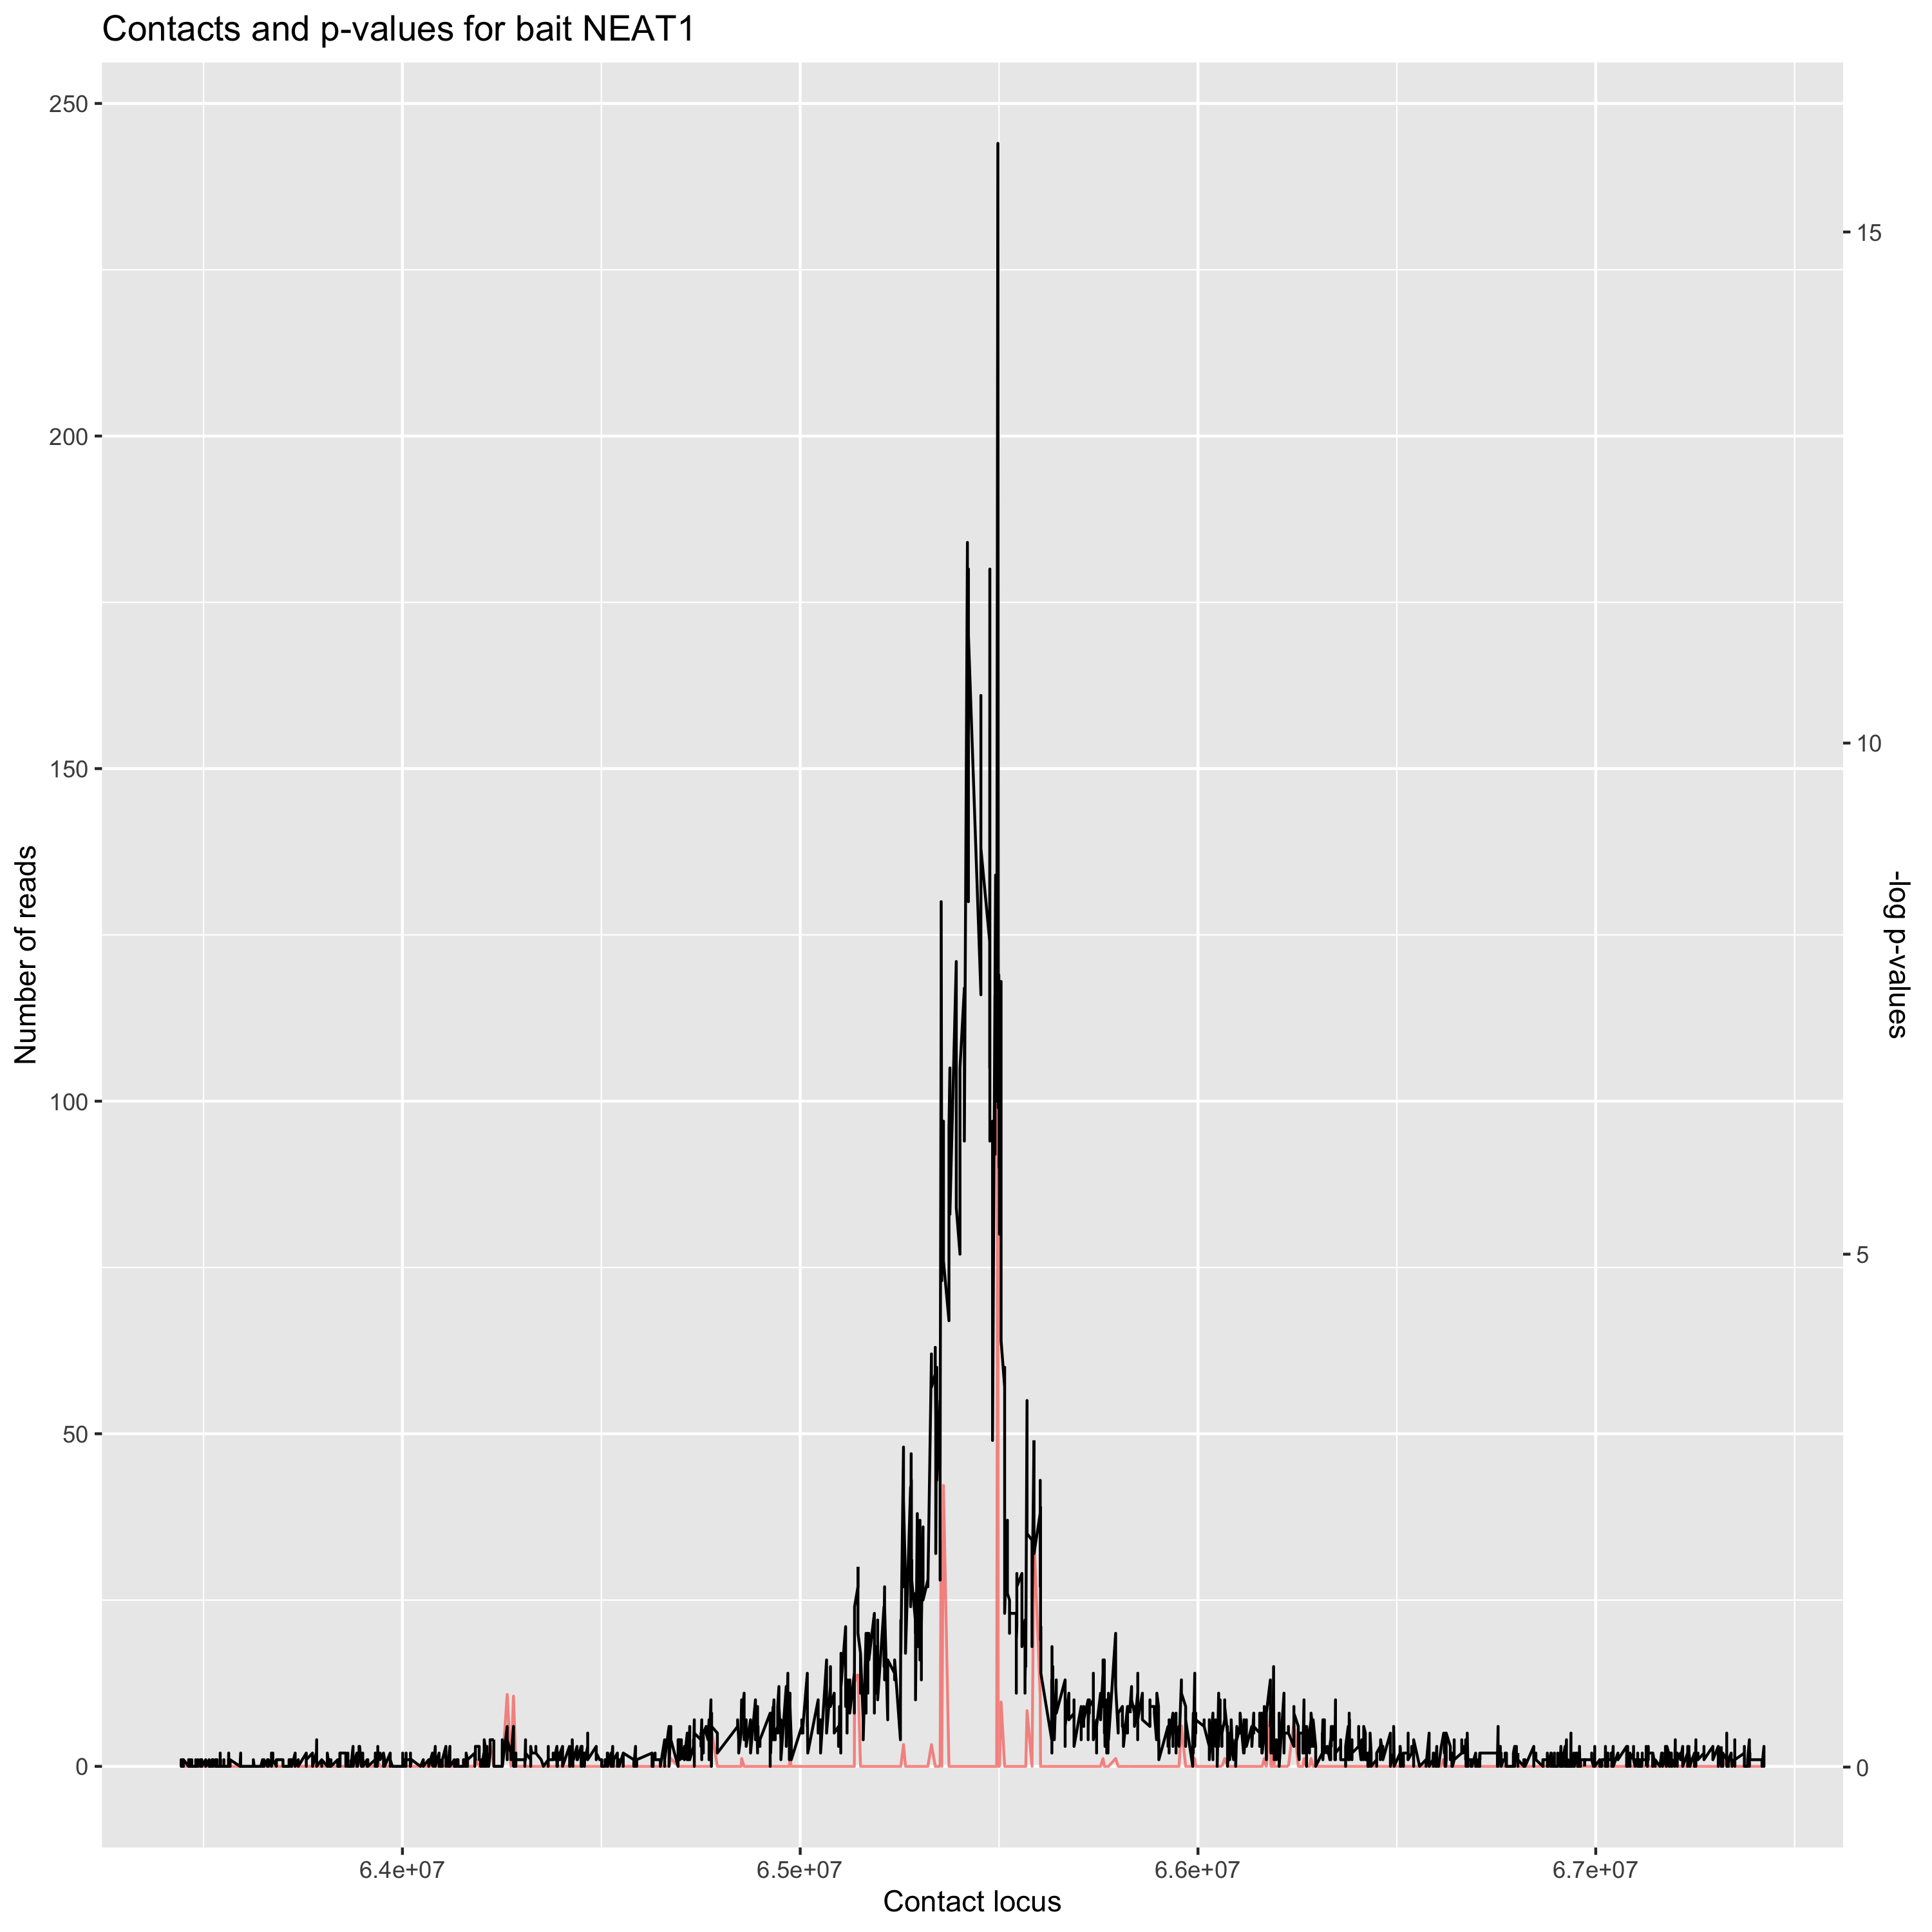 Contacts and p-values for bait NEAT1
250
200
150
100
50
0
Number of reads
15
10
5
0
-log p-values
6.4e+07
6.5e+07
6.6e+07
6.7e+07
Contact locus